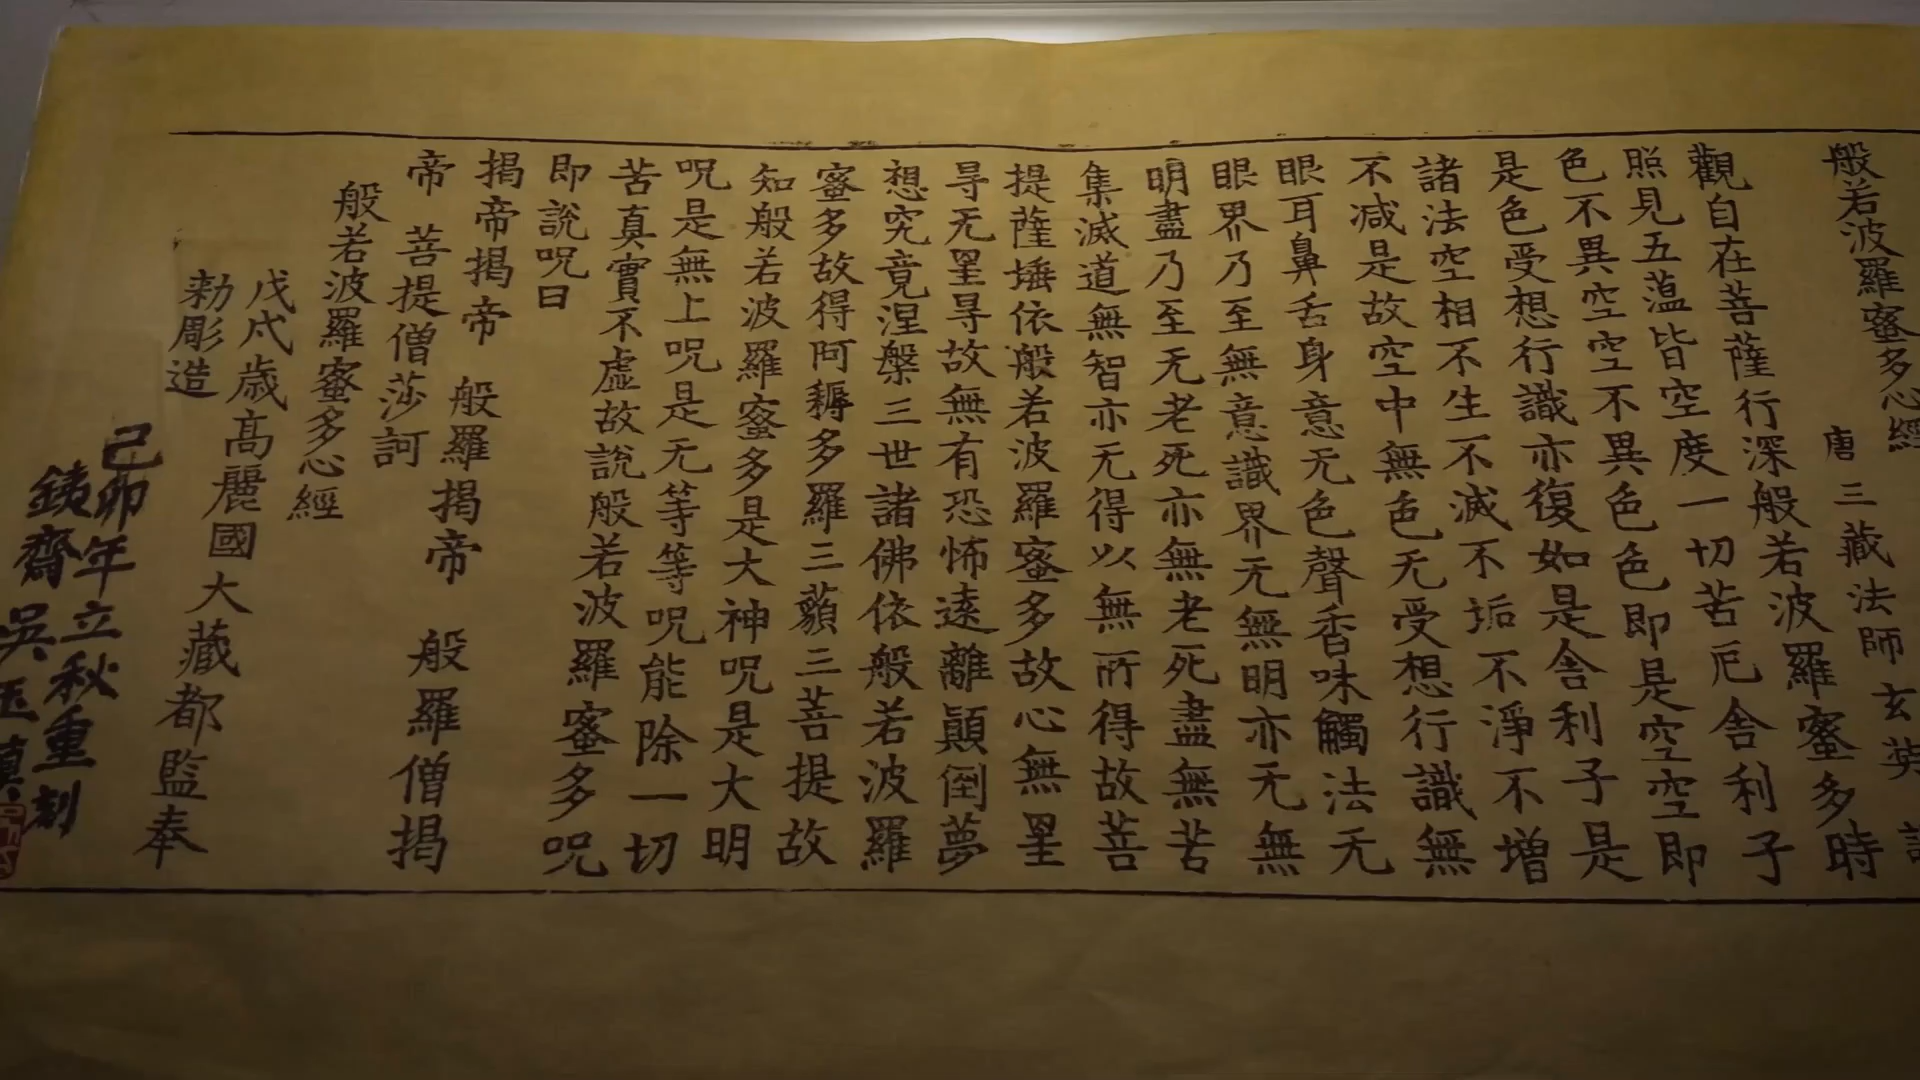 般若波羅蜜多心經
唐三藏法師玄奘
觀自在菩薩行深般若波羅蜜多時
照見五薀皆空度一切苦厄舍利子
色不異空空不異色色即是空空即
是色受想行識亦復如是舍利子是
諸法空相不生不滅不垢不淨不增
不減是故空中無色无受想行識無
眼耳鼻舌身意无色聲香味觸法无
眼界乃至無意識界无無明亦无無
明盡乃至无老死亦無老死盡無苦
集滅道無智亦无得以無所得故菩
提薩埵依般若波羅蜜多故心無罣
㝵无罣㝵故無有恐怖遠離顚倒夢
想究竟涅槃三世諸佛依般若波羅
蜜多故得阿耨多羅三藐三菩提故
知般若波羅蜜多是大神呪是大明
呪是無上呪是无等等呪能除一切
苦真實不虛故說般若波羅蜜多呪
即說呪曰
揭帝揭帝 般羅揭帝 般羅僧揭
帝 菩提僧莎訶
般若波羅蜜多心經
戊戌歲高麗國大藏都監奉
勑彫造
己卯年立秋重刻
鐵齋吳玉鎮